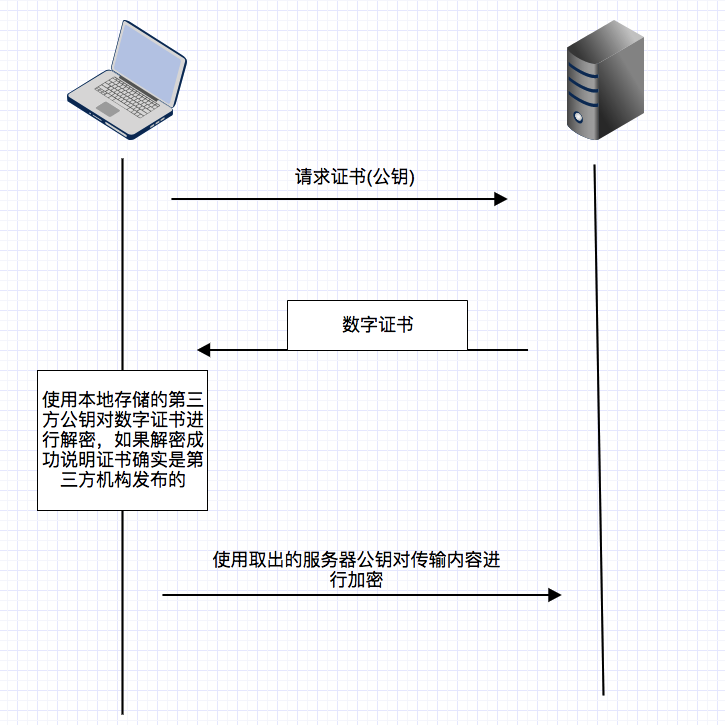 请求证书(公钥)
数字证书
使用本地存储的第三
方公钥对数字证书进
行解密，如果解密成
功说明证书确实是第
三方机构发布的
使用取出的服务器公钥对传输内容进
行加密